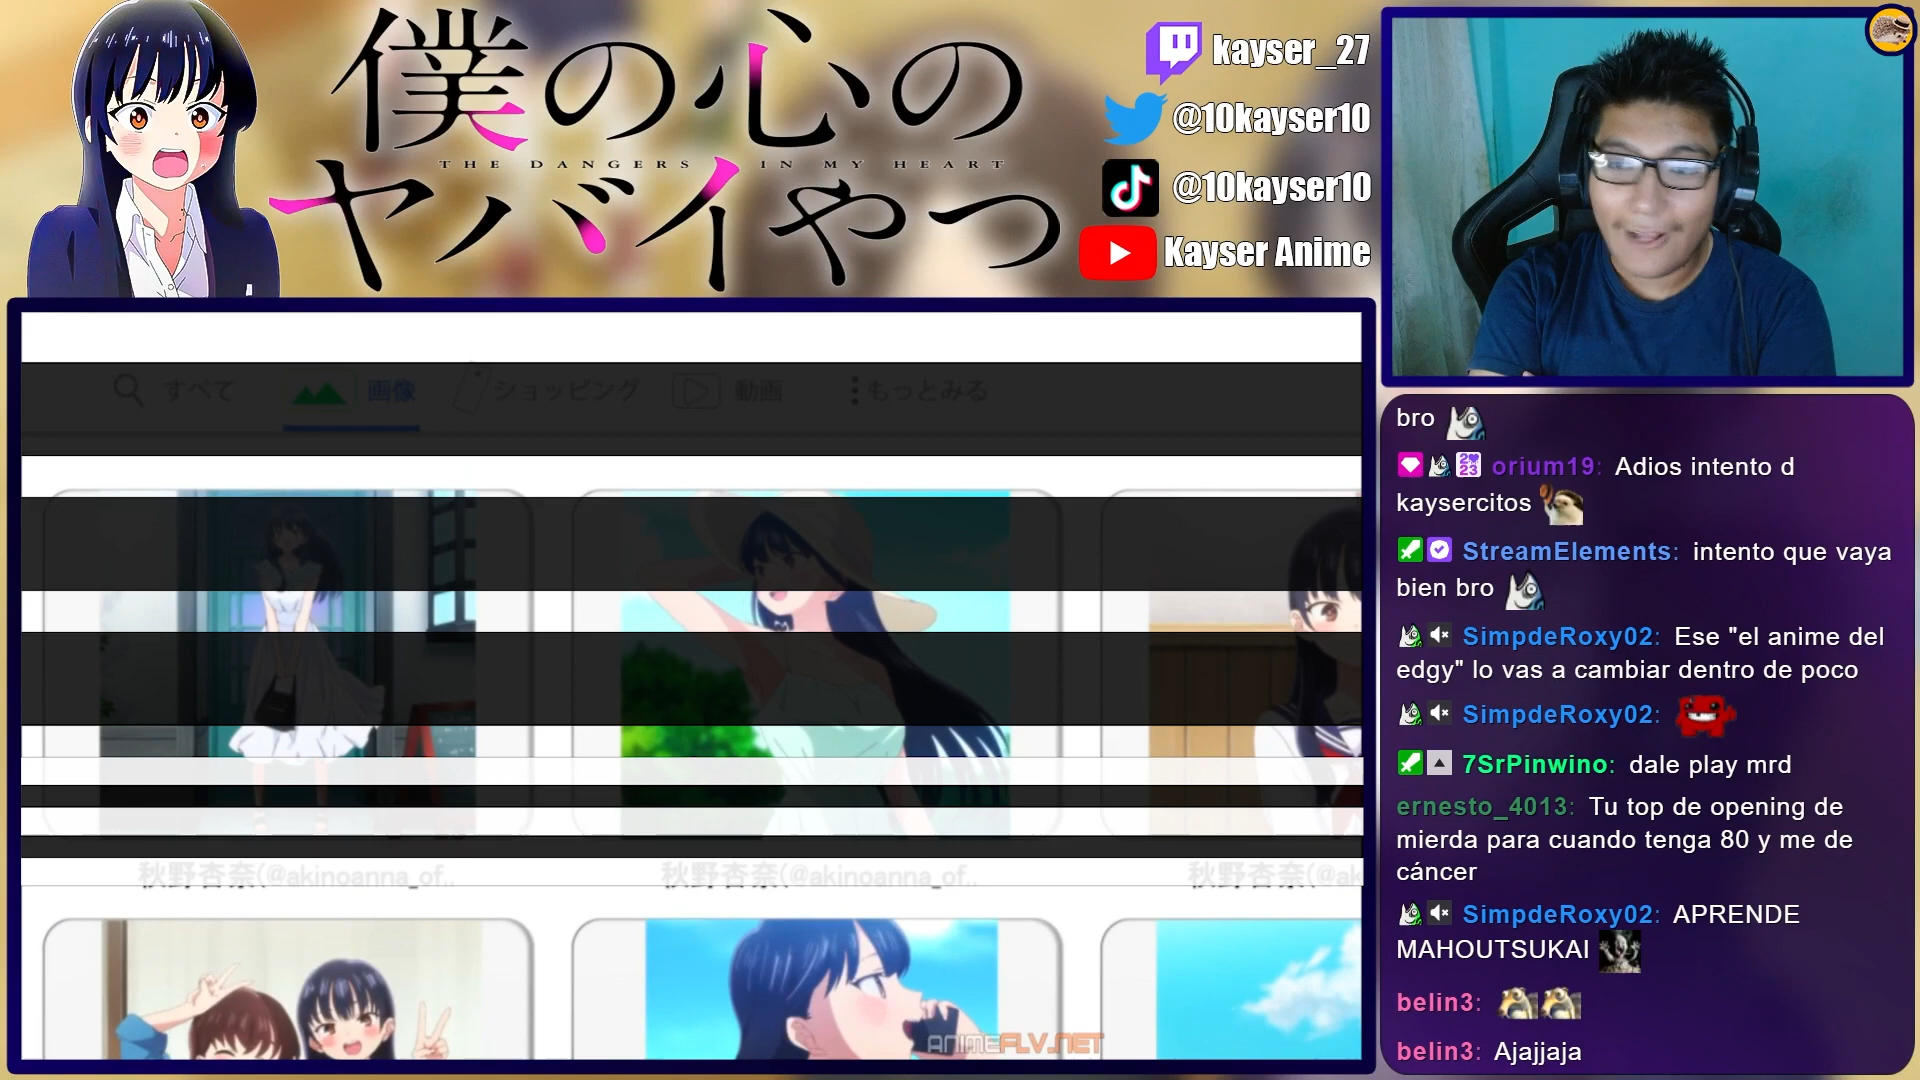 僕の心の
THE DANGERS IN MY HEART
ヤバイやつ
kayser_27
@10kayser10
@10kayser10
Kayser Anime
すべて 画像 ショッピング 動画 もっとみる
秋野杏奈(@akinoanna_of.. 秋野杏奈(@akinoanna_of.. 秋野杏奈(@ak
ANIMEFLV.NET
bro
orium19: Adios intento d
kaysercitos
StreamElements: intento que vaya
bien bro
SimpdeRoxy02: Ese "el anime del
edgy" lo vas a cambiar dentro de poco
SimpdeRoxy02:
7SrPinwino: dale play mrd
ernesto_4013: Tu top de opening de
mierda para cuando tenga 80 y me de
cáncer
SimpdeRoxy02: APRENDE
MAHOUTSUKAI
belin3:
belin3: Ajajjaja